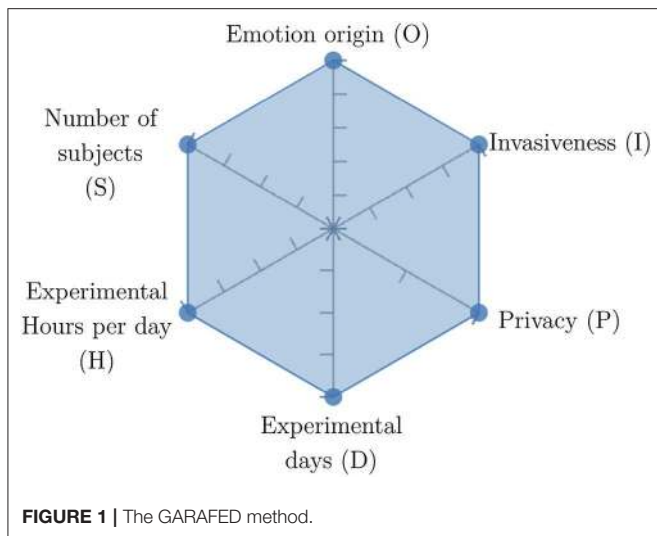 Emotion origin (O)
Number of
subjects
(S)
Invasiveness (I)
Experimental
Hours per day
(H)
Privacy (P)
Experimental
days (D)
FIGURE 1 | The GARAFED method.